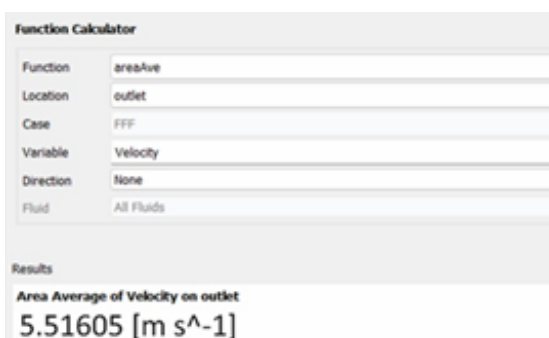 Function Calculator
Function areaAve
Location outlet
Case FFF
Variable Velocity
Direction None
Fluid All Fluids
Results
Area Average of Velocity on outlet
5.51605 [m s^-1]